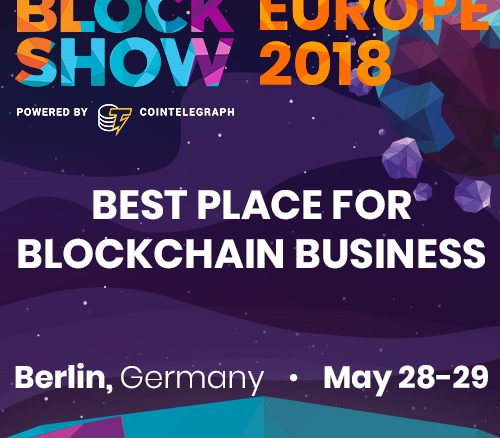 BLOCK EUROPE
SHOW 2018
POWERED BY COINTELEGRAPH
BEST PLACE FOR
BLOCKCHAIN BUSINESS
Berlin, Germany • May 28-29